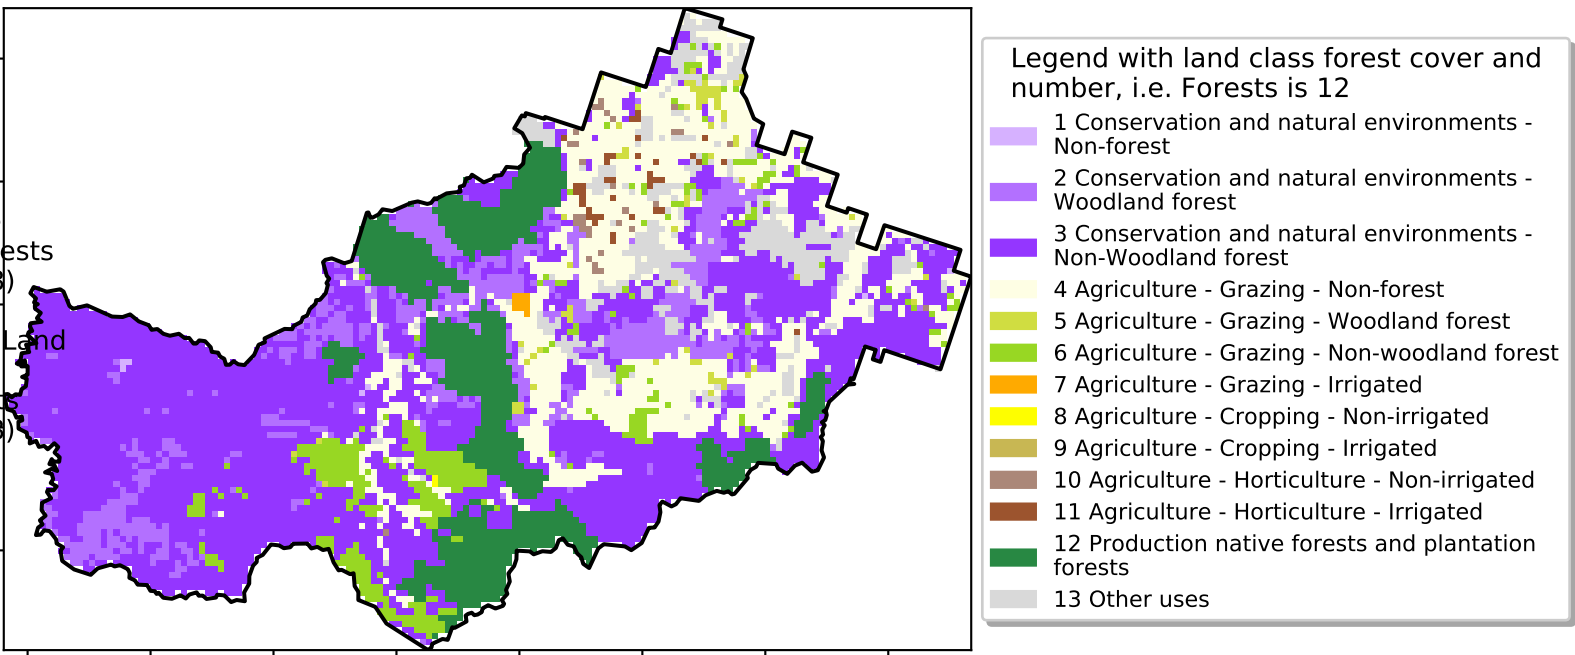 ests
)
Land
s
)
Legend with land class forest cover and
number, i.e. Forests is 12
1 Conservation and natural environments -
Non-forest
2 Conservation and natural environments -
Woodland forest
3 Conservation and natural environments -
Non-Woodland forest
4 Agriculture - Grazing - Non-forest
5 Agriculture - Grazing - Woodland forest
6 Agriculture - Grazing - Non-woodland forest
7 Agriculture - Grazing - Irrigated
8 Agriculture - Cropping - Non-irrigated
9 Agriculture - Cropping - Irrigated
10 Agriculture - Horticulture - Non-irrigated
11 Agriculture - Horticulture - Irrigated
12 Production native forests and plantation
forests
13 Other uses